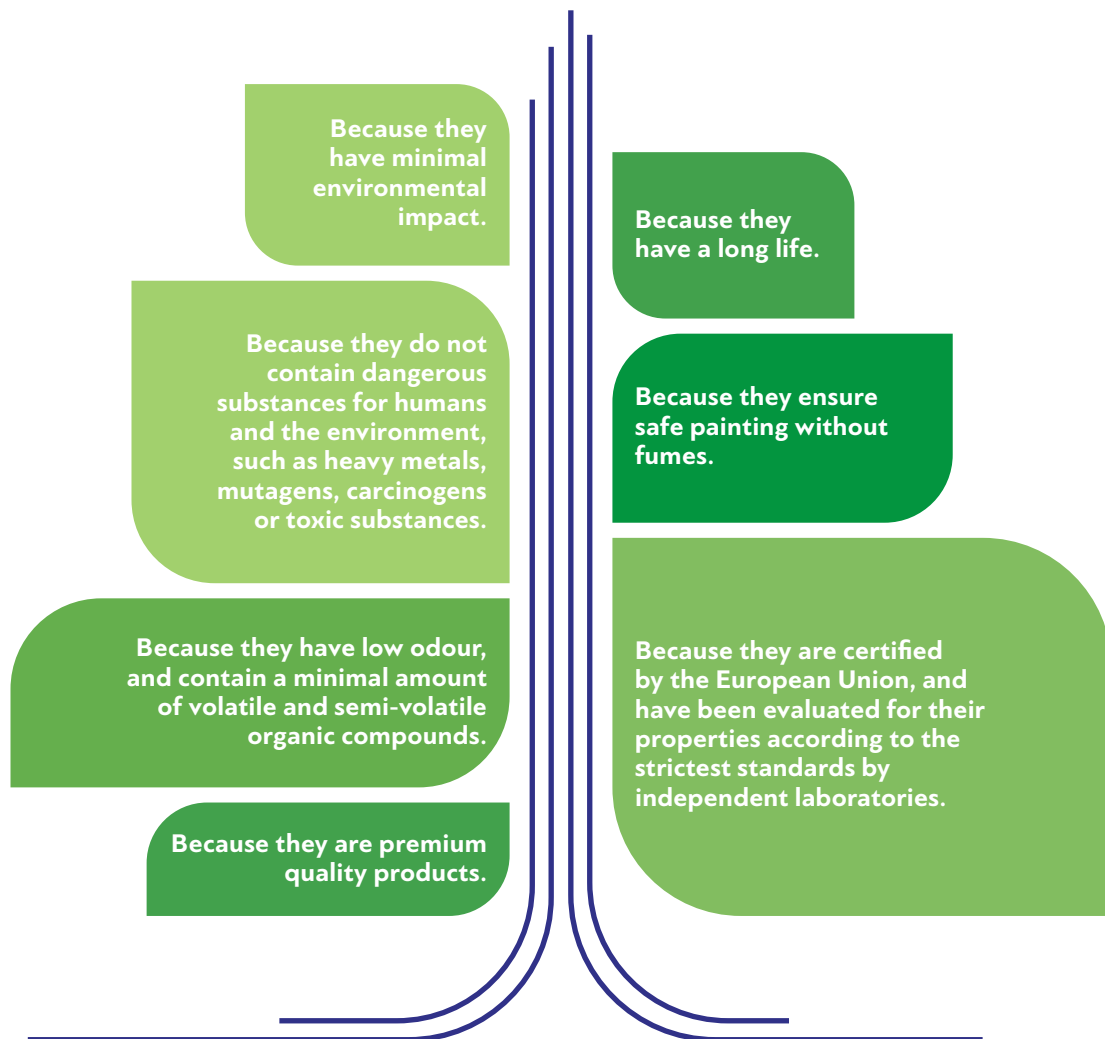 Because they
have minimal
environmental
impact.
Because they do not
contain dangerous
substances for humans
and the environment,
such as heavy metals,
mutagens, carcinogens
or toxic substances.
Because they have low odour,
and contain a minimal amount
of volatile and semi-volatile
organic compounds.
Because they are premium
quality products.
Because they
have a long life.
Because they ensure
safe painting without
fumes.
Because they are certified
by the European Union, and
have been evaluated for their
properties according to the
strictest standards by
independent laboratories.